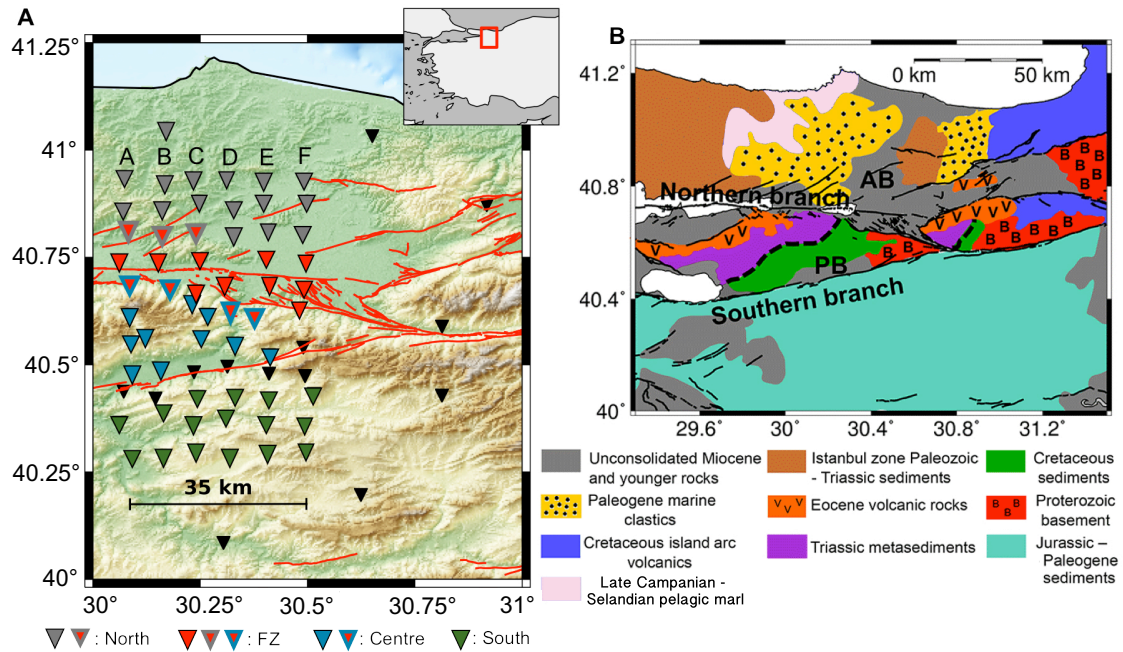 A
41.25°
41°
40.75°
40.5°
40.25°
40°
A B C D E F
35 km
30° 30.25° 30.5° 30.75° 31°
: North : FZ : Centre : South
B
0 km 50 km
41.2°
40.8°
40.4°
40°
AB
Northern branch
V V V
V V V V V
V V V
B B B B B
B B B B B
B B
PB
Southern branch
29.6° 30° 30.4° 30.8° 31.2°
Unconsolidated Miocene
and younger rocks
Paleogene marine
clastics
Cretaceous island arc
volcanics
Late Campanian -
Selandian pelagic marl
Istanbul zone Paleozoic
- Triassic sediments
V V V
Eocene volcanic rocks
Triassic metasediments
Cretaceous
sediments
B B B
Proterozoic
basement
Jurassic –
Paleogene
sediments